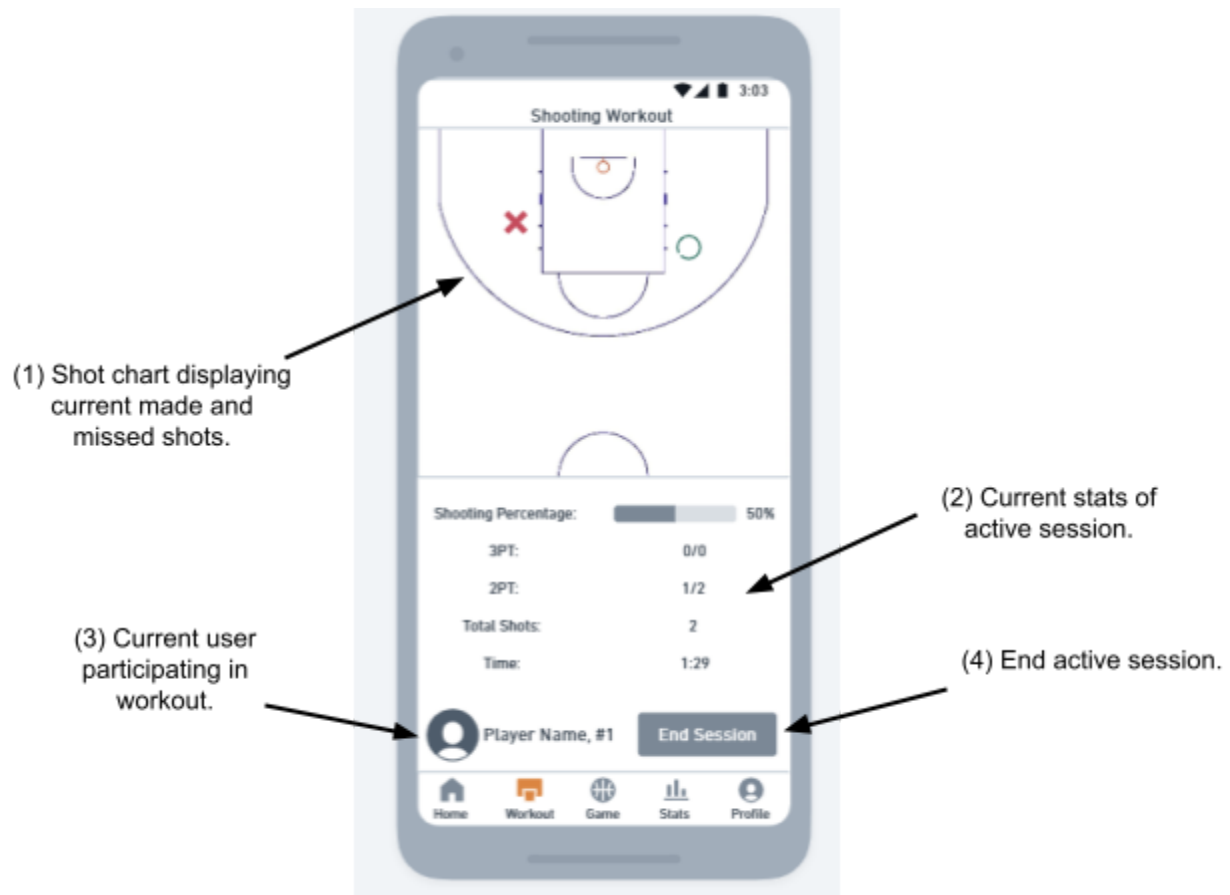 3:03
Shooting Workout
(1) Shot chart displaying
current made and
missed shots.
Shooting Percentage: 50%
3PT: 0/0
2PT: 1/2
Total Shots: 2
Time: 1:29
(2) Current stats of
active session.
(3) Current user
participating in
workout.
(4) End active session.
Player Name, #1 End Session
Home Workout Game Stats Profile